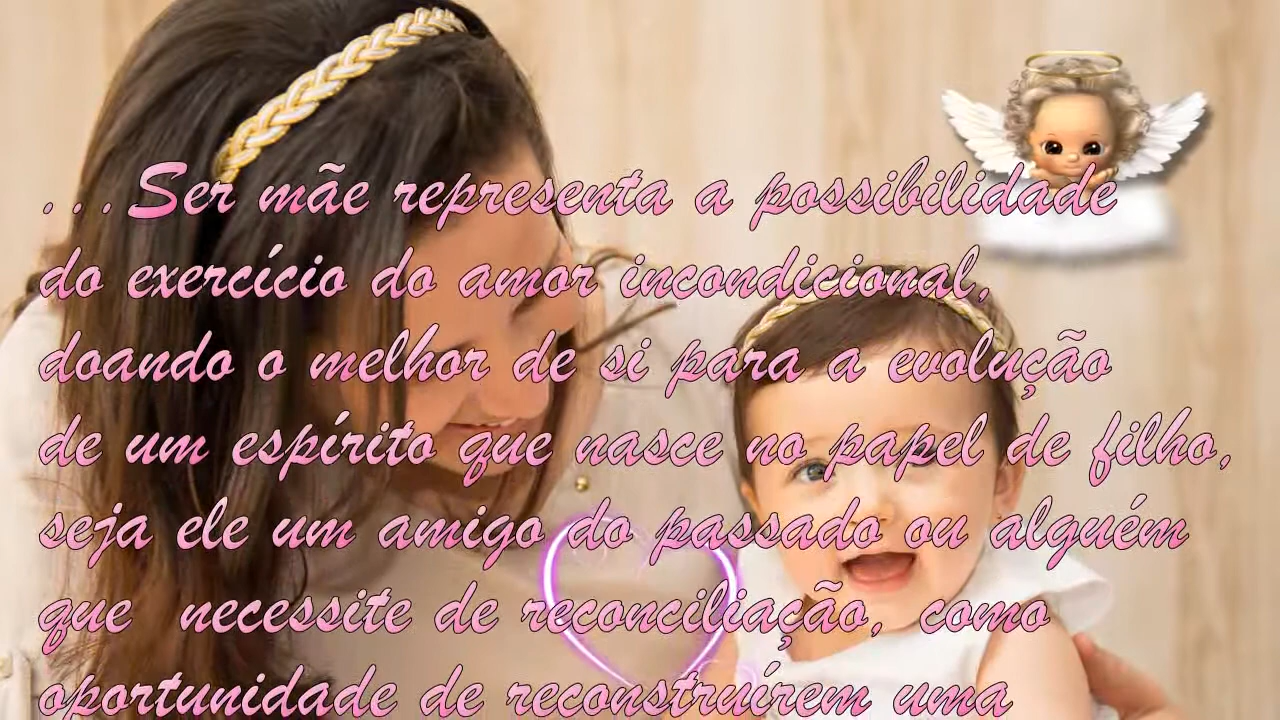 ...Ser mãe representa a possibilidade
do exercício do amor incondicional,
doando o melhor de si para a evolução
de um espírito que nasce no papel de filho,
seja ele um amigo do passado ou alguém
que necessite de reconciliação, como
oportunidade de reconstruírem uma